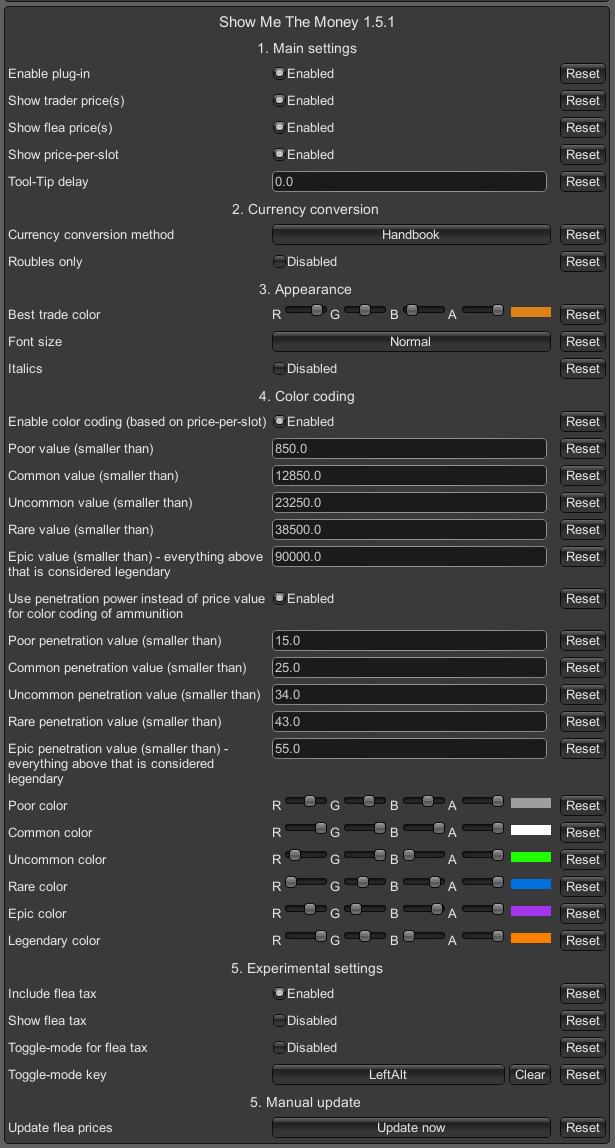 Show Me The Money 1.5.1
1. Main settings
Enable plug-in Enabled Reset
Show trader price(s) Enabled Reset
Show flea price(s) Enabled Reset
Show price-per-slot Enabled Reset
Tool-Tip delay 0.0 Reset
2. Currency conversion
Currency conversion method Handbook Reset
Roubles only Disabled Reset
3. Appearance
Best trade color R G B A Reset
Font size Normal Reset
Italics Disabled Reset
4. Color coding
Enable color coding (based on price-per-slot) Enabled Reset
Poor value (smaller than) 850.0 Reset
Common value (smaller than) 12850.0 Reset
Uncommon value (smaller than) 23250.0 Reset
Rare value (smaller than) 38500.0 Reset
Epic value (smaller than) - everything above 90000.0 Reset
that is considered legendary
Use penetration power instead of price value Enabled Reset
for color coding of ammunition
Poor penetration value (smaller than) 15.0 Reset
Common penetration value (smaller than) 25.0 Reset
Uncommon penetration value (smaller than) 34.0 Reset
Rare penetration value (smaller than) 43.0 Reset
Epic penetration value (smaller than) - 55.0 Reset
everything above that is considered
legendary
Poor color R G B A Reset
Common color R G B A Reset
Uncommon color R G B A Reset
Rare color R G B A Reset
Epic color R G B A Reset
Legendary color R G B A Reset
5. Experimental settings
Include flea tax Enabled Reset
Show flea tax Disabled Reset
Toggle-mode for flea tax Disabled Reset
Toggle-mode key LeftAlt Clear Reset
5. Manual update
Update flea prices Update now Reset